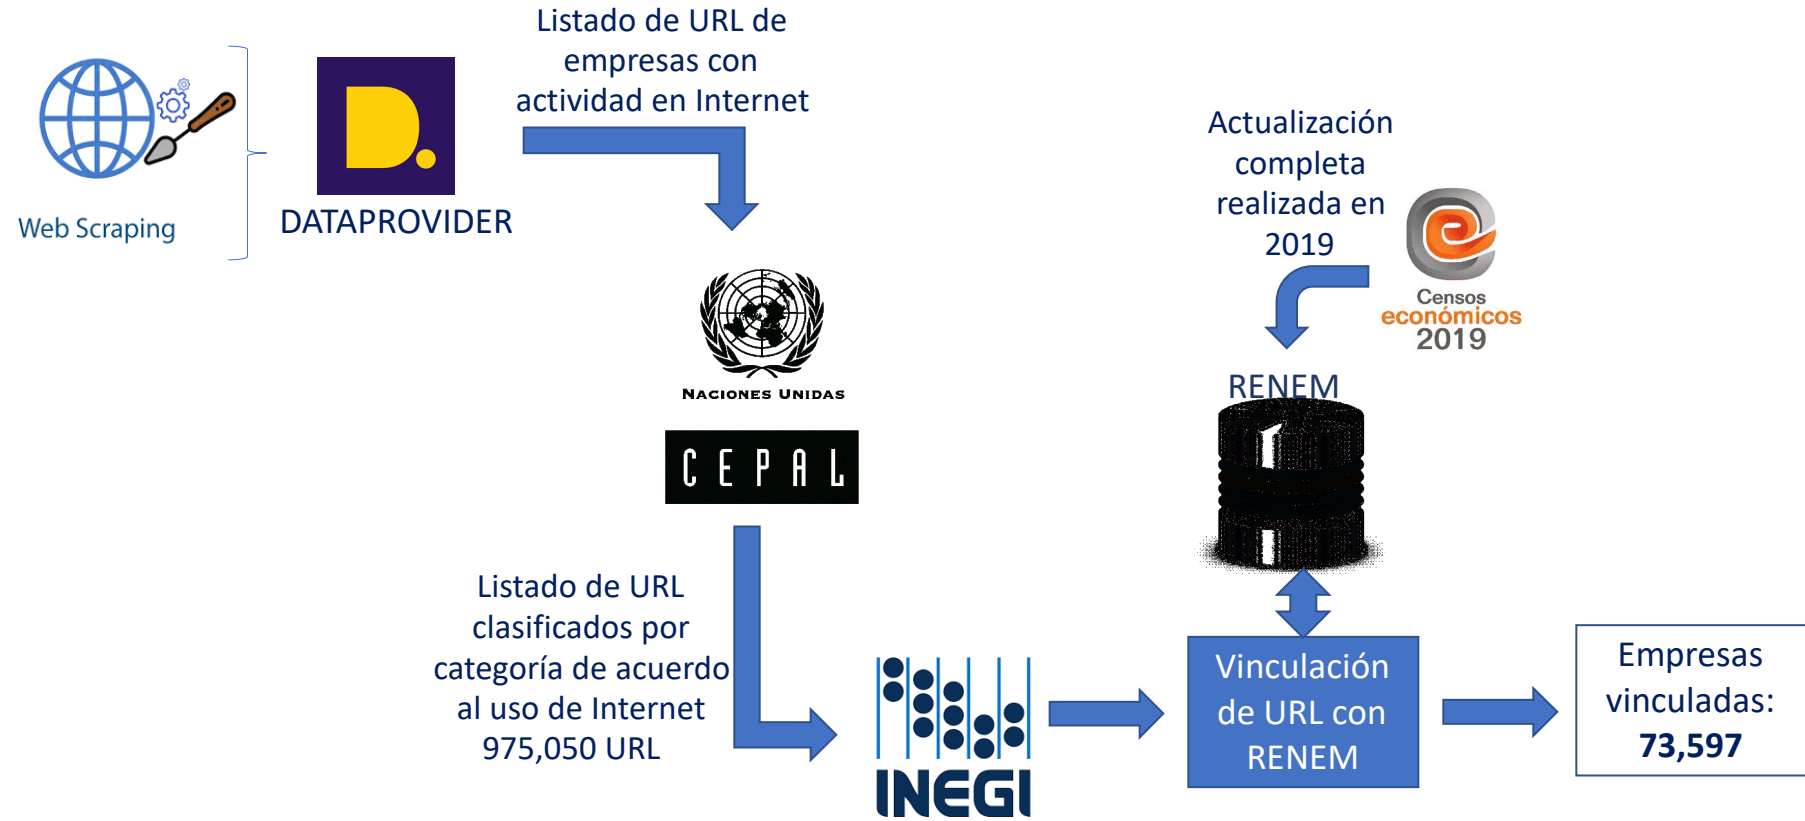 Listado de URL de
empresas con
actividad en Internet
Web Scraping
DATAPROVIDER
D.
NACIONES UNIDAS
CEPAL
Actualización
completa
realizada en
2019
Censos
económicos
2019
RENEM
Listado de URL
clasificados por
categoría de acuerdo
al uso de Internet
975,050 URL
INEGI
Vinculación
de URL con
RENEM
Empresas
vinculadas:
73,597